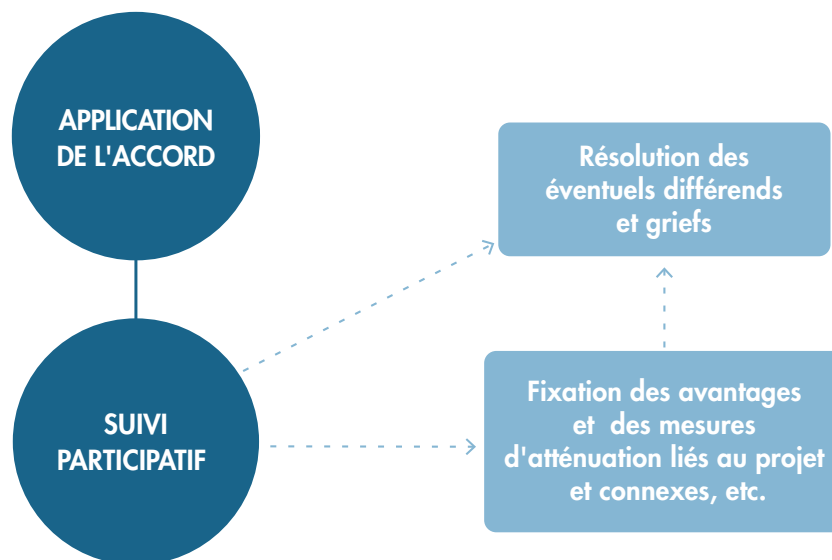 APPLICATION
DE L'ACCORD
Résolution des
éventuels différends
et griefs
SUIVI
PARTICIPATIF
Fixation des avantages
et des mesures
d'atténuation liés au projet
et connexes, etc.